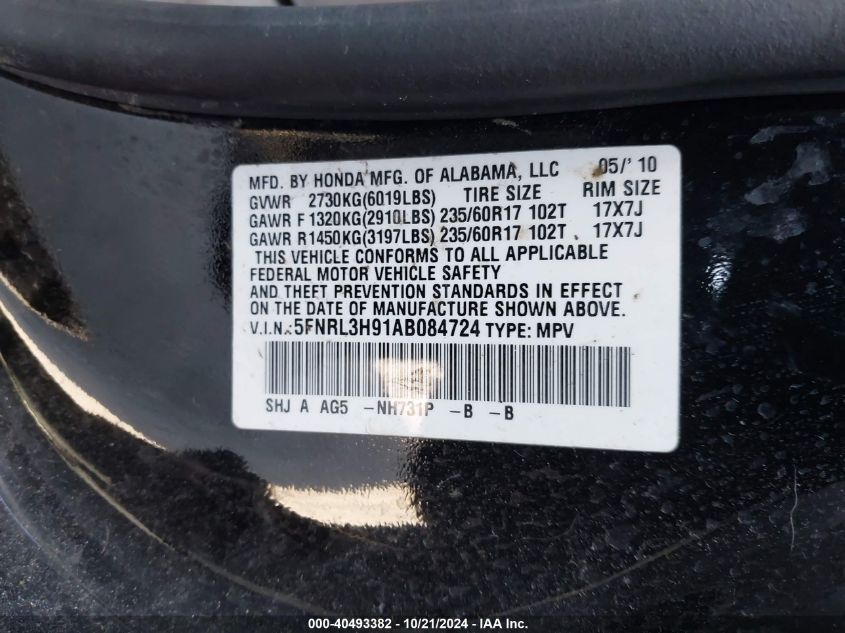 MFD. BY HONDA MFG. OF ALABAMA, LLC 05/'10
GVWR 2730KG(6019LBS) TIRE SIZE RIM SIZE
GAWR F 1320KG(2910LBS) 235/60R17 102T 17X7J
GAWR R1450KG(3197LBS) 235/60R17 102T 17X7J
THIS VEHICLE CONFORMS TO ALL APPLICABLE
FEDERAL MOTOR VEHICLE SAFETY
AND THEFT PREVENTION STANDARDS IN EFFECT
ON THE DATE OF MANUFACTURE SHOWN ABOVE.
V.I.N.:5FNRL3H91AB084724 TYPE: MPV
SHJ A AG5 -NH731P -B -B
000-40493382 - 10/21/2024 - IAA Inc.